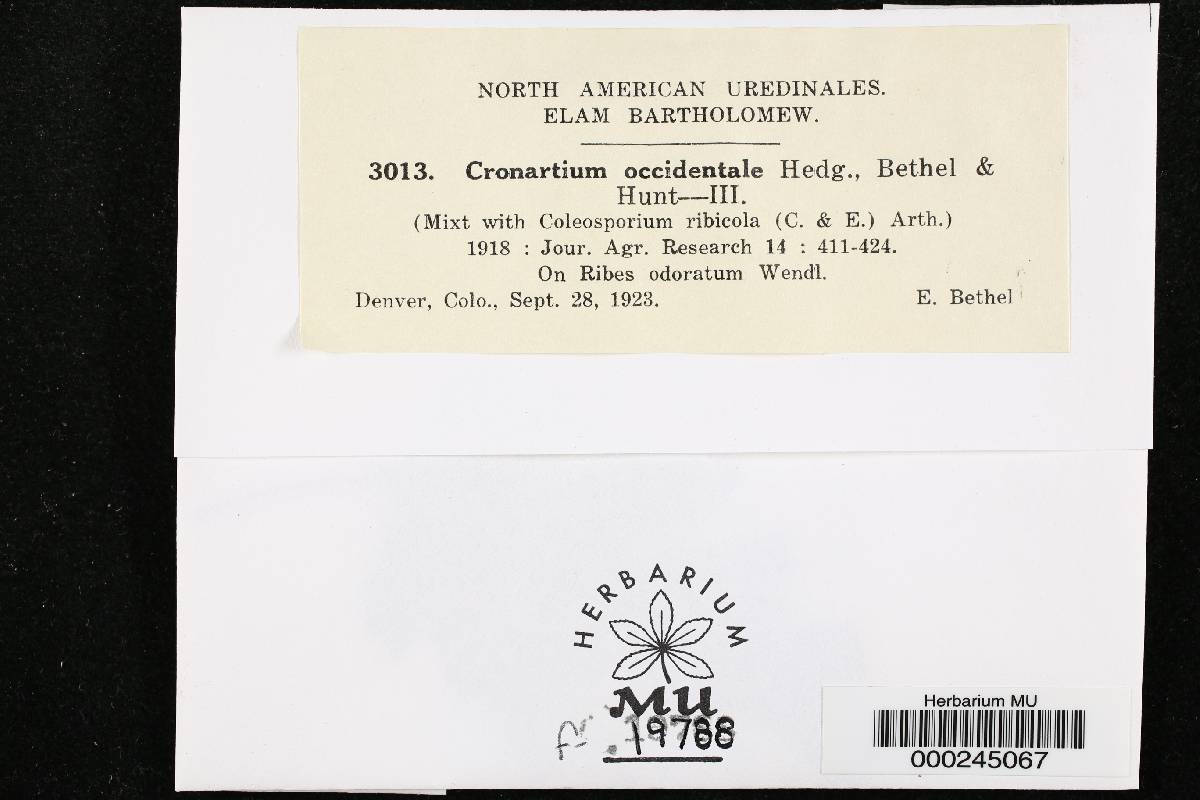 NORTH AMERICAN UREDINALES.
ELAM BARTHOLOMEW.
3013. Cronartium occidentale Hedg., Bethel &
Hunt—III.
(Mixt with Coleosporium ribicola (C. & E.) Arth.)
1918 : Jour. Agr. Research 14 : 411-424.
On Ribes odoratum Wendl.
Denver, Colo., Sept. 28, 1923. E. Bethel
HERBARIUM
MU
Herbarium MU
000245067